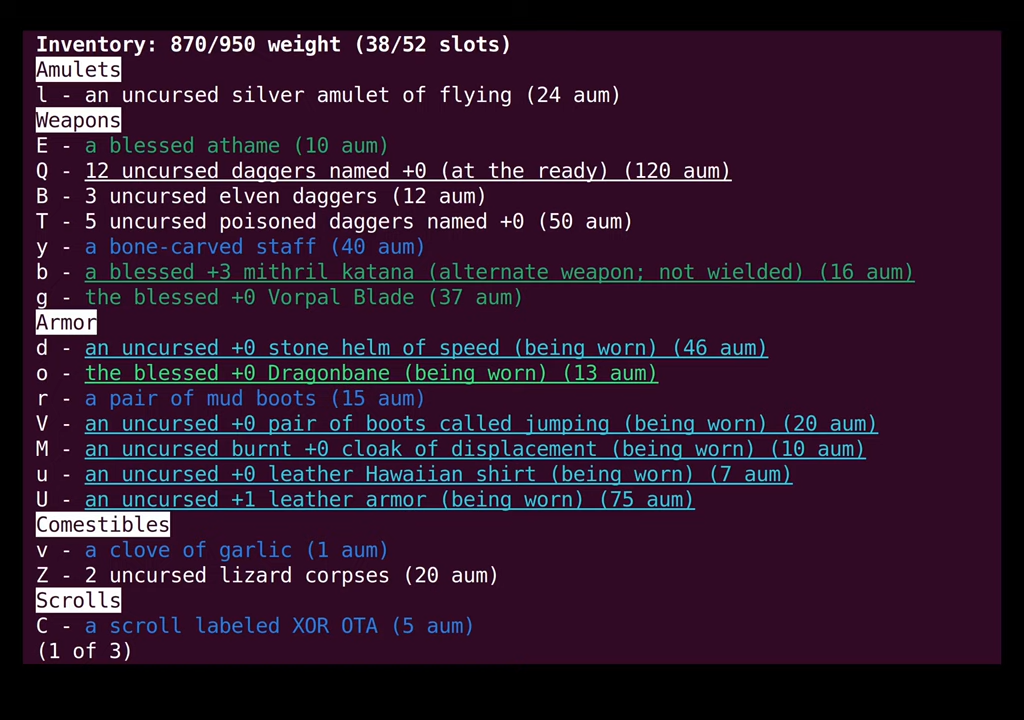 Inventory: 870/950 weight (38/52 slots)
Amulets
l - an uncursed silver amulet of flying (24 aum)
Weapons
E - a blessed athame (10 aum)
Q - 12 uncursed daggers named +0 (at the ready) (120 aum)
B - 3 uncursed elven daggers (12 aum)
T - 5 uncursed poisoned daggers named +0 (50 aum)
y - a bone-carved staff (40 aum)
b - a blessed +3 mithril katana (alternate weapon; not wielded) (16 aum)
g - the blessed +0 Vorpal Blade (37 aum)
Armor
d - an uncursed +0 stone helm of speed (being worn) (46 aum)
o - the blessed +0 Dragonbane (being worn) (13 aum)
r - a pair of mud boots (15 aum)
V - an uncursed +0 pair of boots called jumping (being worn) (20 aum)
M - an uncursed burnt +0 cloak of displacement (being worn) (10 aum)
u - an uncursed +0 leather Hawaiian shirt (being worn) (7 aum)
U - an uncursed +1 leather armor (being worn) (75 aum)
Comestibles
v - a clove of garlic (1 aum)
Z - 2 uncursed lizard corpses (20 aum)
Scrolls
C - a scroll labeled XOR OTA (5 aum)
(1 of 3)